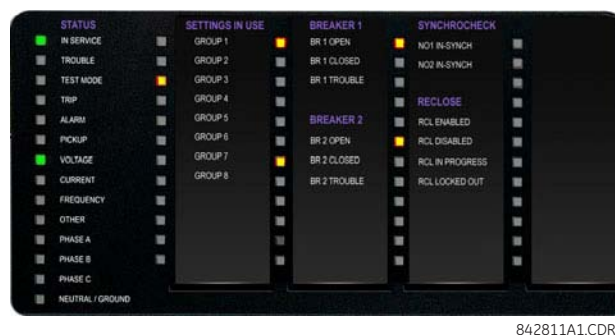 STATUS
IN SERVICE
TROUBLE
TEST MODE
TRIP
ALARM
PICKUP
VOLTAGE
CURRENT
FREQUENCY
OTHER
PHASE A
PHASE B
PHASE C
NEUTRAL / GROUND
SETTINGS IN USE
GROUP 1
GROUP 2
GROUP 3
GROUP 4
GROUP 5
GROUP 6
GROUP 7
GROUP 8
BREAKER 1
BR 1 OPEN
BR 1 CLOSED
BR 1 TROUBLE
BREAKER 2
BR 2 OPEN
BR 2 CLOSED
BR 2 TROUBLE
SYNCHROCHECK
NO1 IN-SYNCH
NO2 IN-SYNCH
RECLOSE
RCL ENABLED
RCL DISABLED
RCL IN PROGRESS
RCL LOCKED OUT
842811A1.CDR